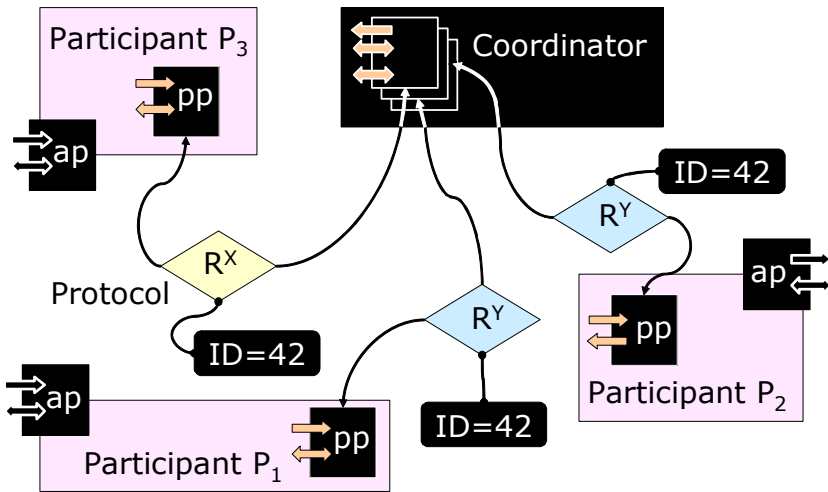 Participant P₃
pp
ap
Coordinator
ID=42
Rʸ
ap
Rˣ
Protocol
ID=42
Rʸ
pp
Participant P₂
ap
pp
ID=42
Participant P₁